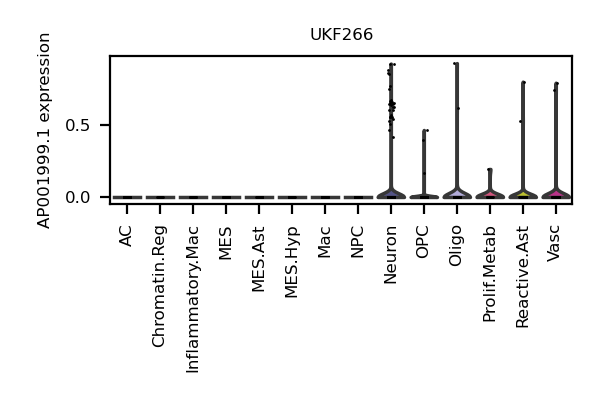 UKF266
AP001999.1 expression
0.5
0.0
AC
Chromatin.Reg
Inflammatory.Mac
MES
MES.Ast
MES.Hyp
Mac
NPC
Neuron
OPC
Oligo
Prolif.Metab
Reactive.Ast
Vasc